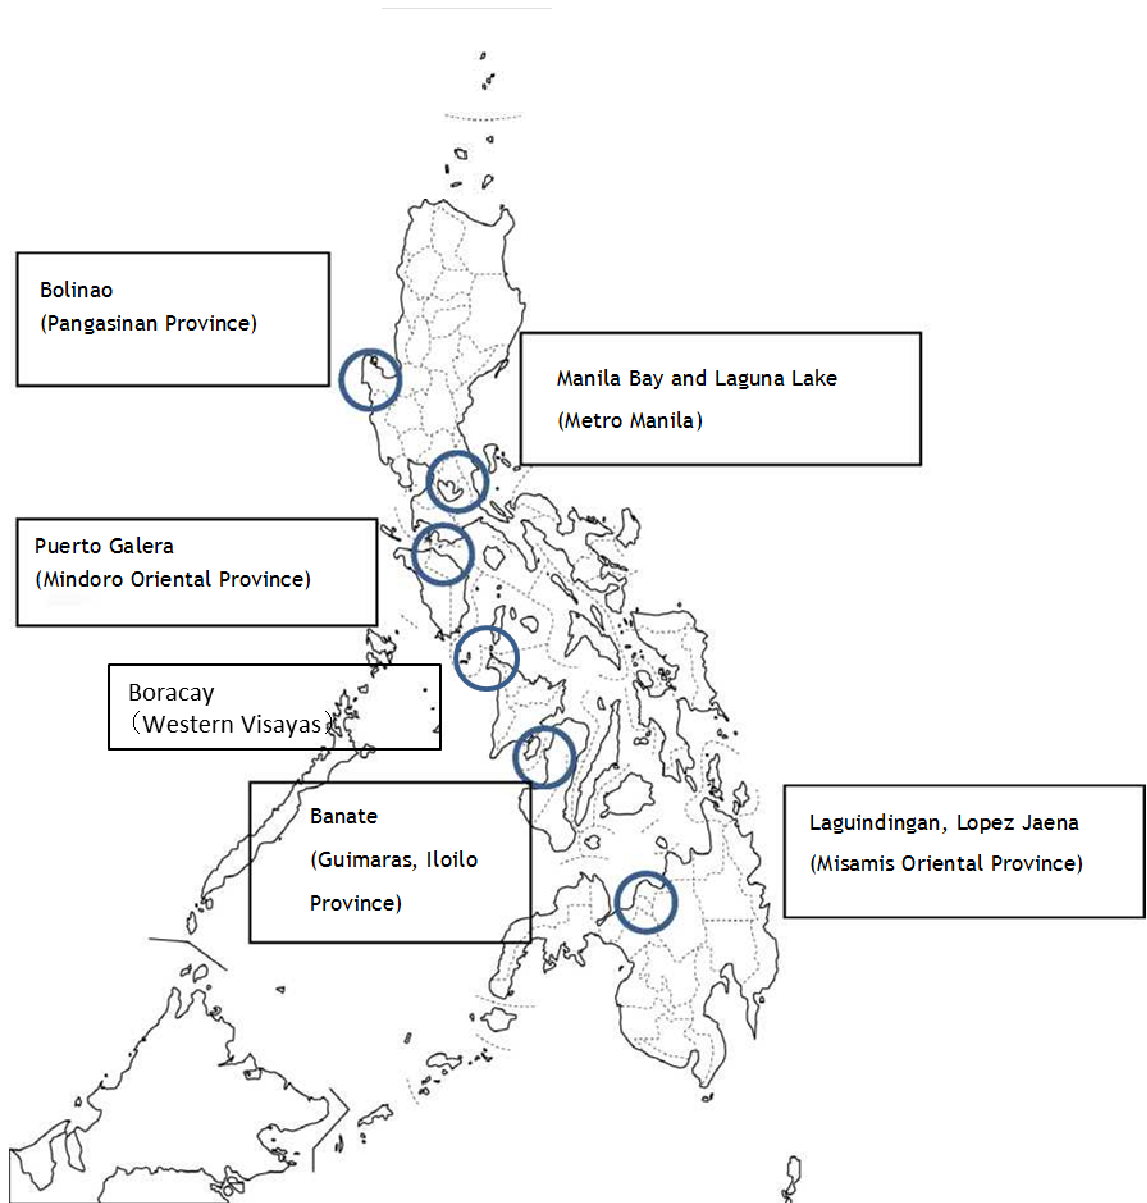 Bolinao
(Pangasinan Province)
Manila Bay and Laguna Lake
(Metro Manila)
Puerto Galera
(Mindoro Oriental Province)
Boracay
（Western Visayas）
Banate
(Guimaras, Iloilo
Province)
Laguindingan, Lopez Jaena
(Misamis Oriental Province)